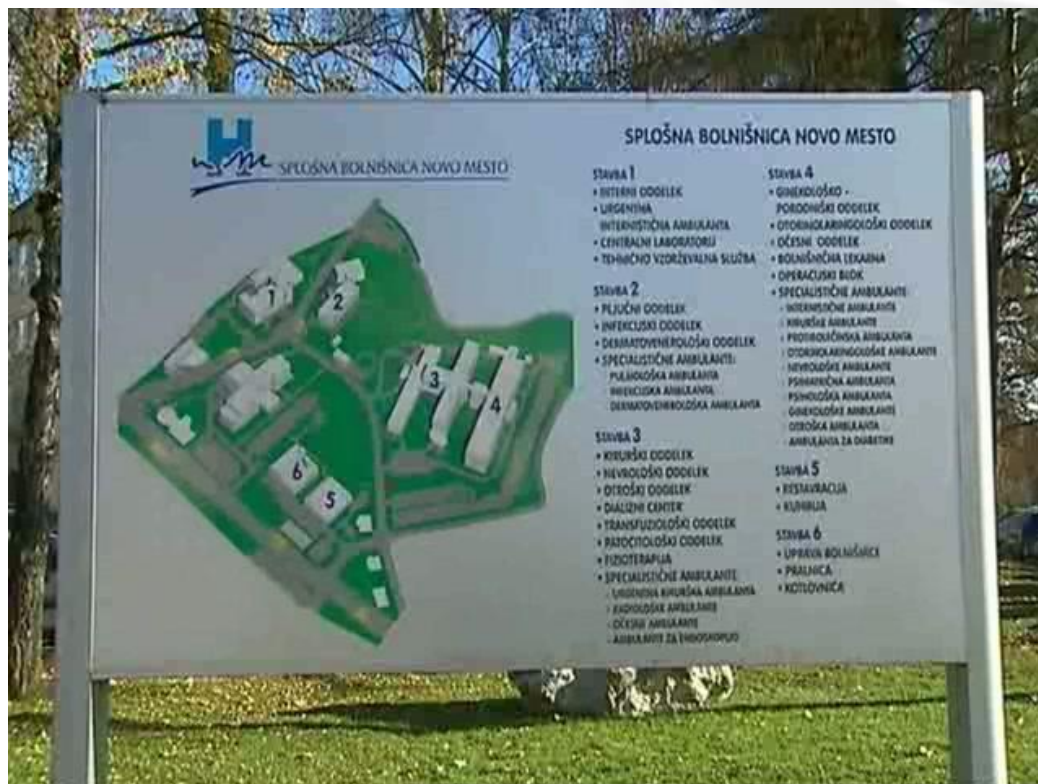 SPLOŠNA BOLNIŠNICA NOVO MESTO
1
2
3
4
6
5
SPLOŠNA BOLNIŠNICA NOVO MESTO
STAVBA 1
• INTERNI ODDELEK
• URGENTNA
INTERNISTIČNA AMBULANTA
• CENTRALNI LABORATORIJ
• TEHNIČNO VZDRŽEVALNA SLUŽBA
STAVBA 2
• PLJUČNI ODDELEK
• INFEKCIJSKI ODDELEK
• DERMATOVENEROLOŠKI ODDELEK
• SPECIALISTIČNE AMBULANTE:
- PULMOLOŠKA AMBULANTA
- INFEKCIJSKA AMBULANTA
- DERMATOVENEROLOŠKA AMBULANTA
STAVBA 3
• KIRURŠKI ODDELEK
• NEVROLOŠKI ODDELEK
• OTROŠKI ODDELEK
• DIALIZNI CENTER
• TRANSFUZIOLOŠKI ODDELEK
• PATOCITOLOŠKI ODDELEK
• FIZIOTERAPIJA
• SPECIALISTIČNE AMBULANTE:
- URGENTNA KIRURŠKA AMBULANTA
- RADIOLOŠKE AMBULANTE
- OČESNE AMBULANTE
- AMBULANTE ZA ENDOSKOPIJO
STAVBA 4
• GINEKOLOŠKO -
PORODNIŠKI ODDELEK
• OTORINOLARINGOLOŠKI ODDELEK
• OČESNI ODDELEK
• BOLNIŠNIČNA LEKARNA
• OPERACIJSKI BLOK
• SPECIALISTIČNE AMBULANTE:
- INTERNISTIČNE AMBULANTE
- KIRURŠKE AMBULANTE
- PROTIBOLEČINSKA AMBULANTA
- OTORINOLARINGOLOŠKE AMBULANTE
- NEVROLOŠKE AMBULANTE
- PSIHIATRIČNA AMBULANTA
- PSIHOLOŠKA AMBULANTA
- GINEKOLOŠKE AMBULANTE
- OTROŠKA AMBULANTA
- AMBULANTA ZA DIABETIKE
STAVBA 5
• RESTAVRACIJA
• KUHINJA
STAVBA 6
• UPRAVA BOLNIŠNICE
• PRALNICA
• KOTLOVNICA